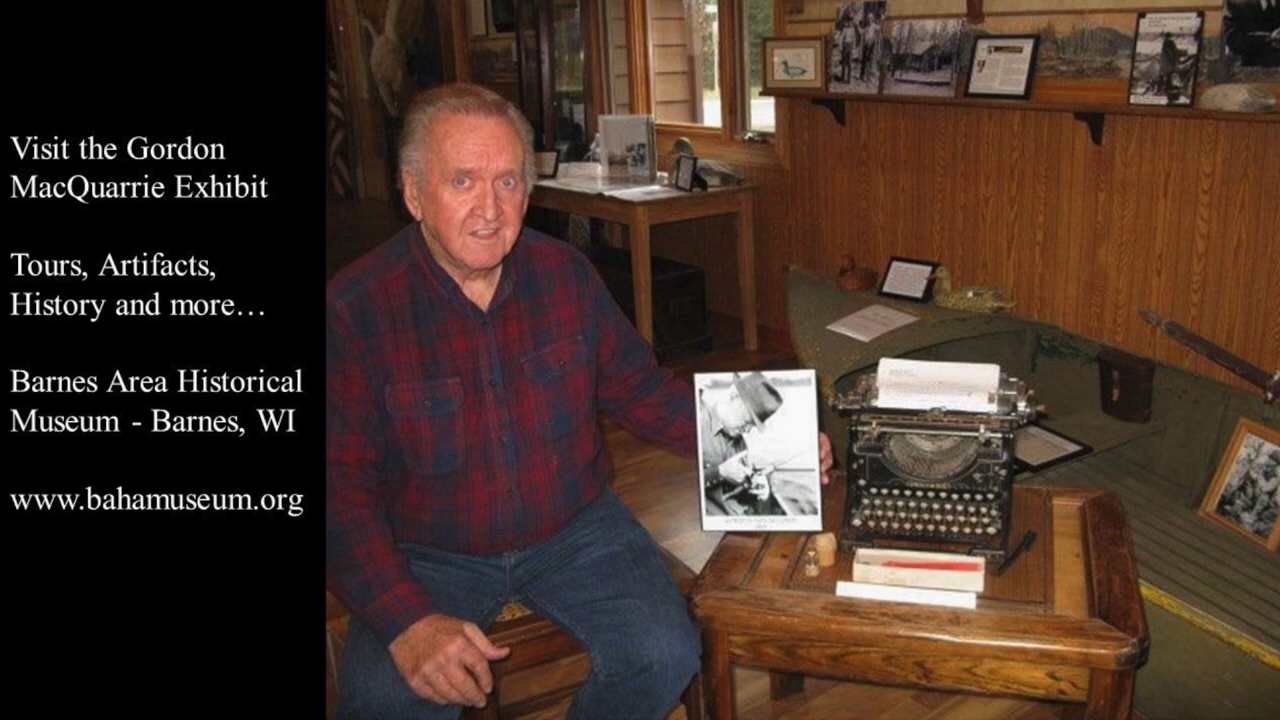 Visit the Gordon
MacQuarrie Exhibit
Tours, Artifacts,
History and more…
Barnes Area Historical
Museum - Barnes, WI
www.bahamuseum.org